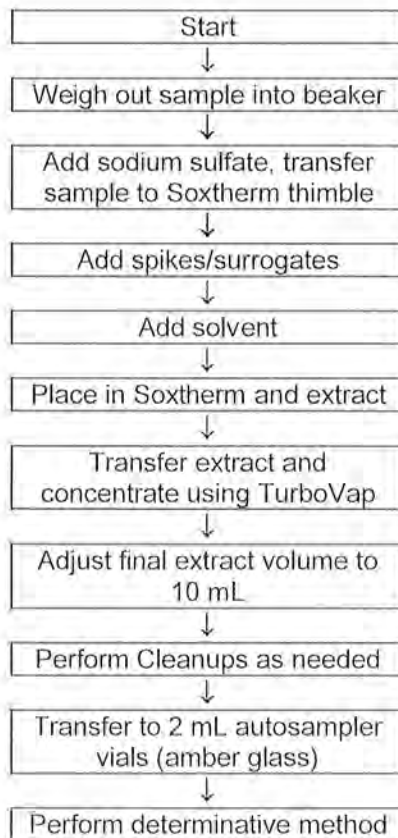 Start
Weigh out sample into beaker
Add sodium sulfate, transfer
sample to Soxtherm thimble
Add spikes/surrogates
Add solvent
Place in Soxtherm and extract
Transfer extract and
concentrate using TurboVap
Adjust final extract volume to
10 mL
Perform Cleanups as needed
Transfer to 2 mL autosampler
vials (amber glass)
Perform determinative method